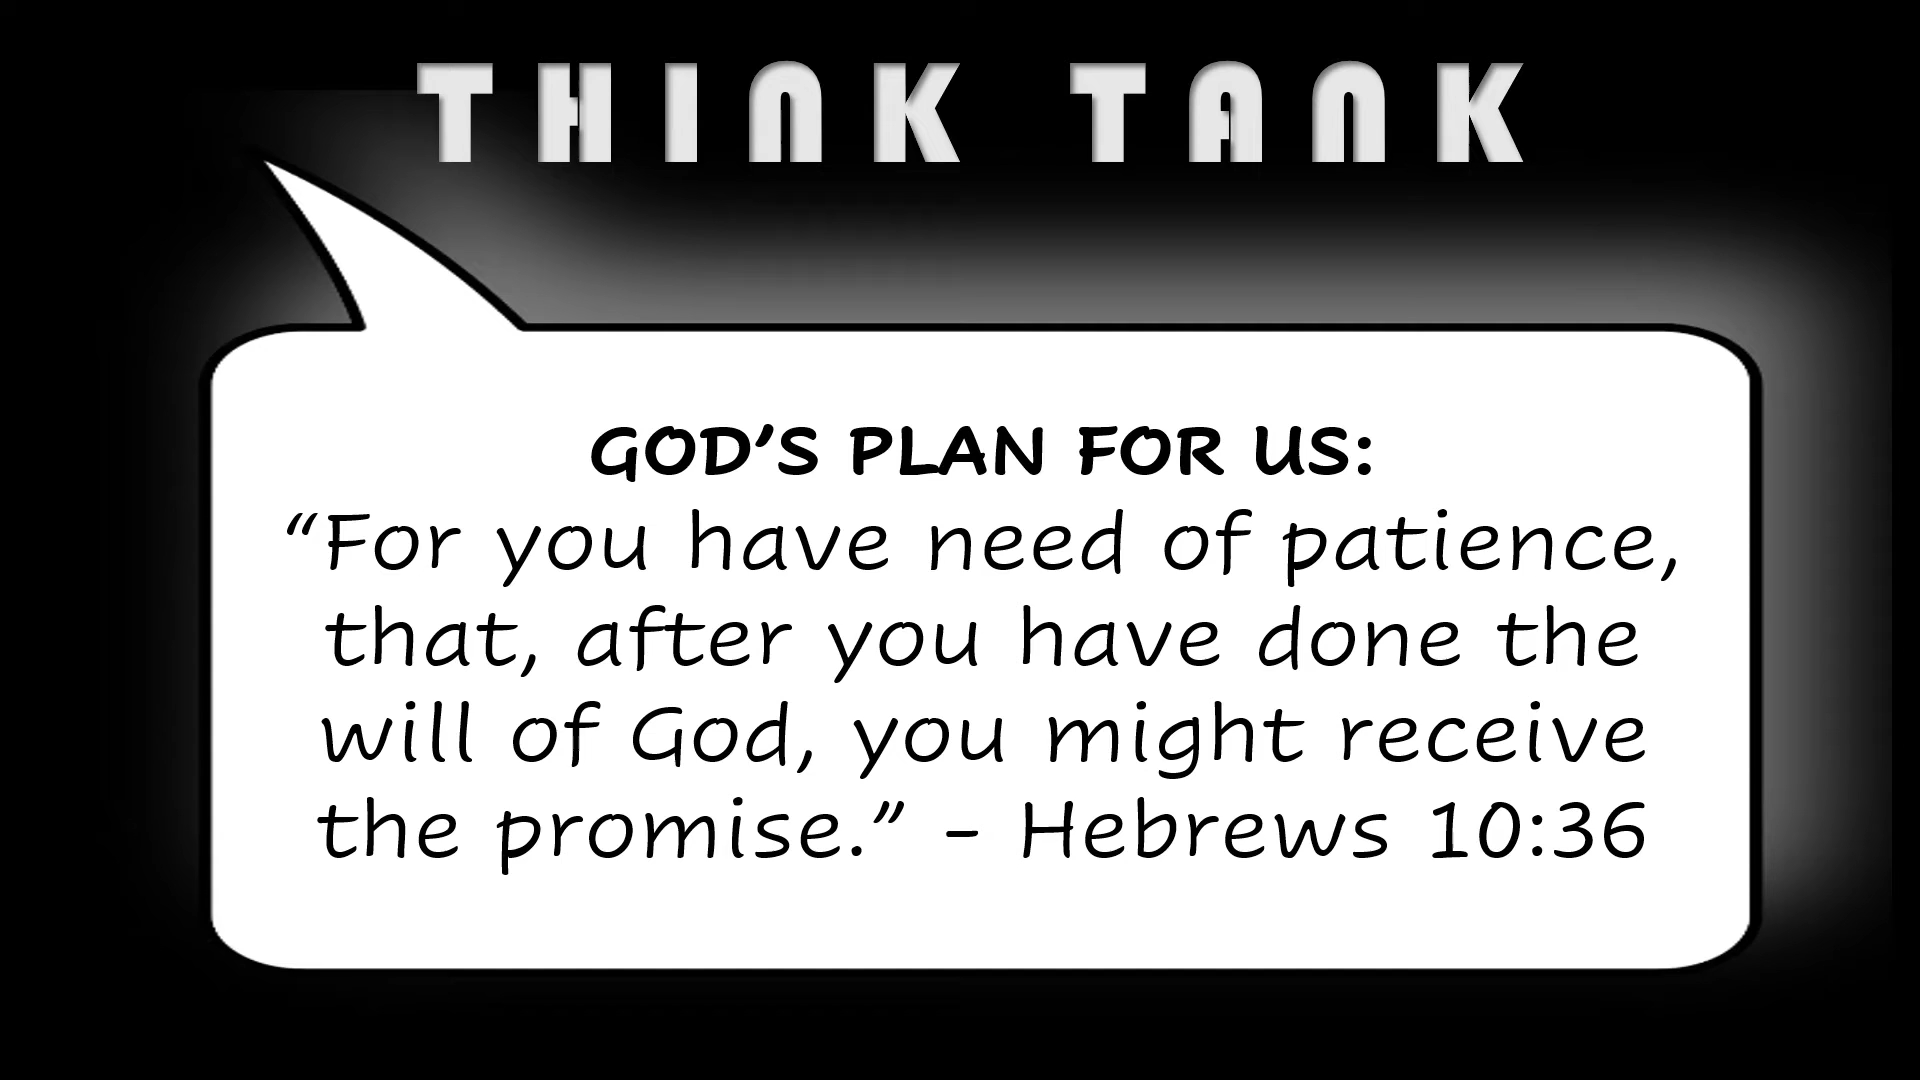 THINK TANK
GOD’S PLAN FOR US:
“For you have need of patience,
that, after you have done the
will of God, you might receive
the promise.” - Hebrews 10:36